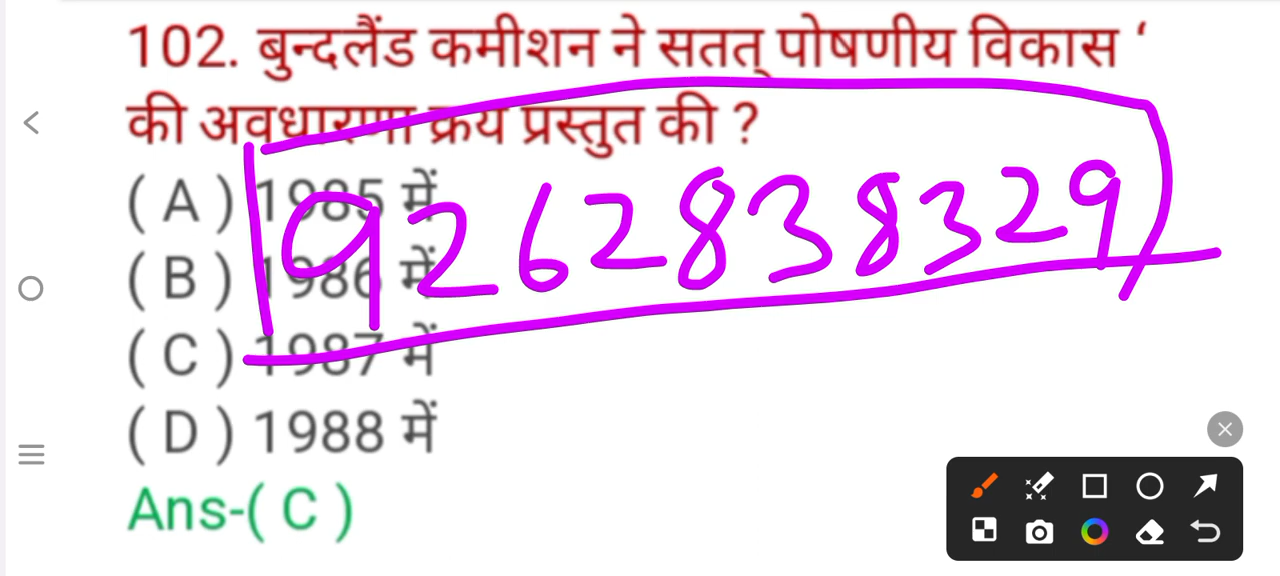 102. बुन्दलैंड कमीशन ने सतत् पोषणीय विकास ‘
की अवधारणा क्रय प्रस्तुत की ?
( A ) 1985 में
( B ) 1986 में
9262838329
( C ) 1987 में
( D ) 1988 में
Ans-( C )